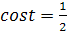 cost = 1/2